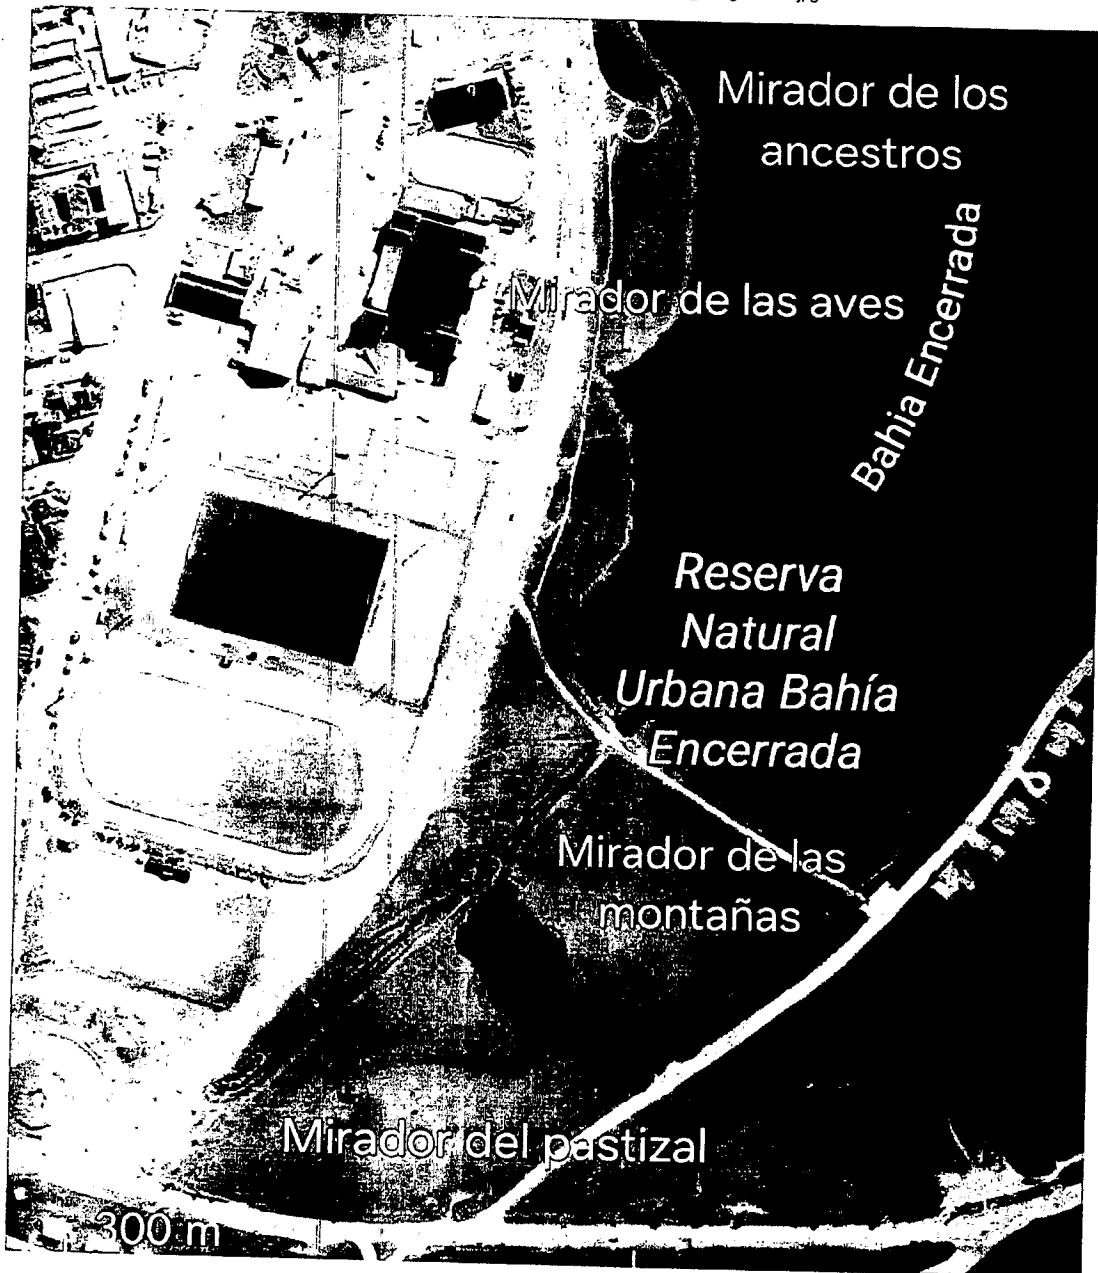 Mirador de los
ancestros
Mirador de las aves
Bahia Encerrada
Reserva
Natural
Urbana Bahía
Encerrada
Mirador de las
montañas
Mirador del pastizal
300 m